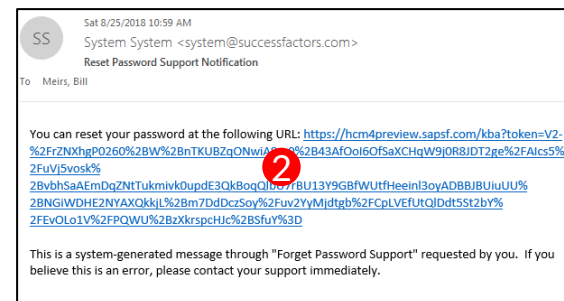 Sat 8/25/2018 10:59 AM
SS
System System <system@successfactors.com>
Reset Password Support Notification
To Meirs, Bill
You can reset your password at the following URL: https://hcm4preview.sapsf.com/kba?token=V2-
%2FrZNXhgP0260%2BW%2BnTKUBZqONwiA %2B43AfOoI6OfSaXCHqW9j0R8JDT2ge%2FAIcs5%
2
2FuVj5vosk%
2BvbhSaAEmDqZNtTukmivk0updE3QkBoqQ rBU13Y9GBfWUtfHeeinl3oyADBBJBUiuUU%
2BNGiWDHE2NYAXQkkjL%2Bm7DdDczSoy%2Fuv2YyMjdtgb%2FCpLVEfUtQlDdt5St2bY%
2FEvOLo1V%2FPQWU%2BzXkrspcHJc%2BSfuY%3D
This is a system-generated message through "Forget Password Support" requested by you. If you
believe this is an error, please contact your support immediately.